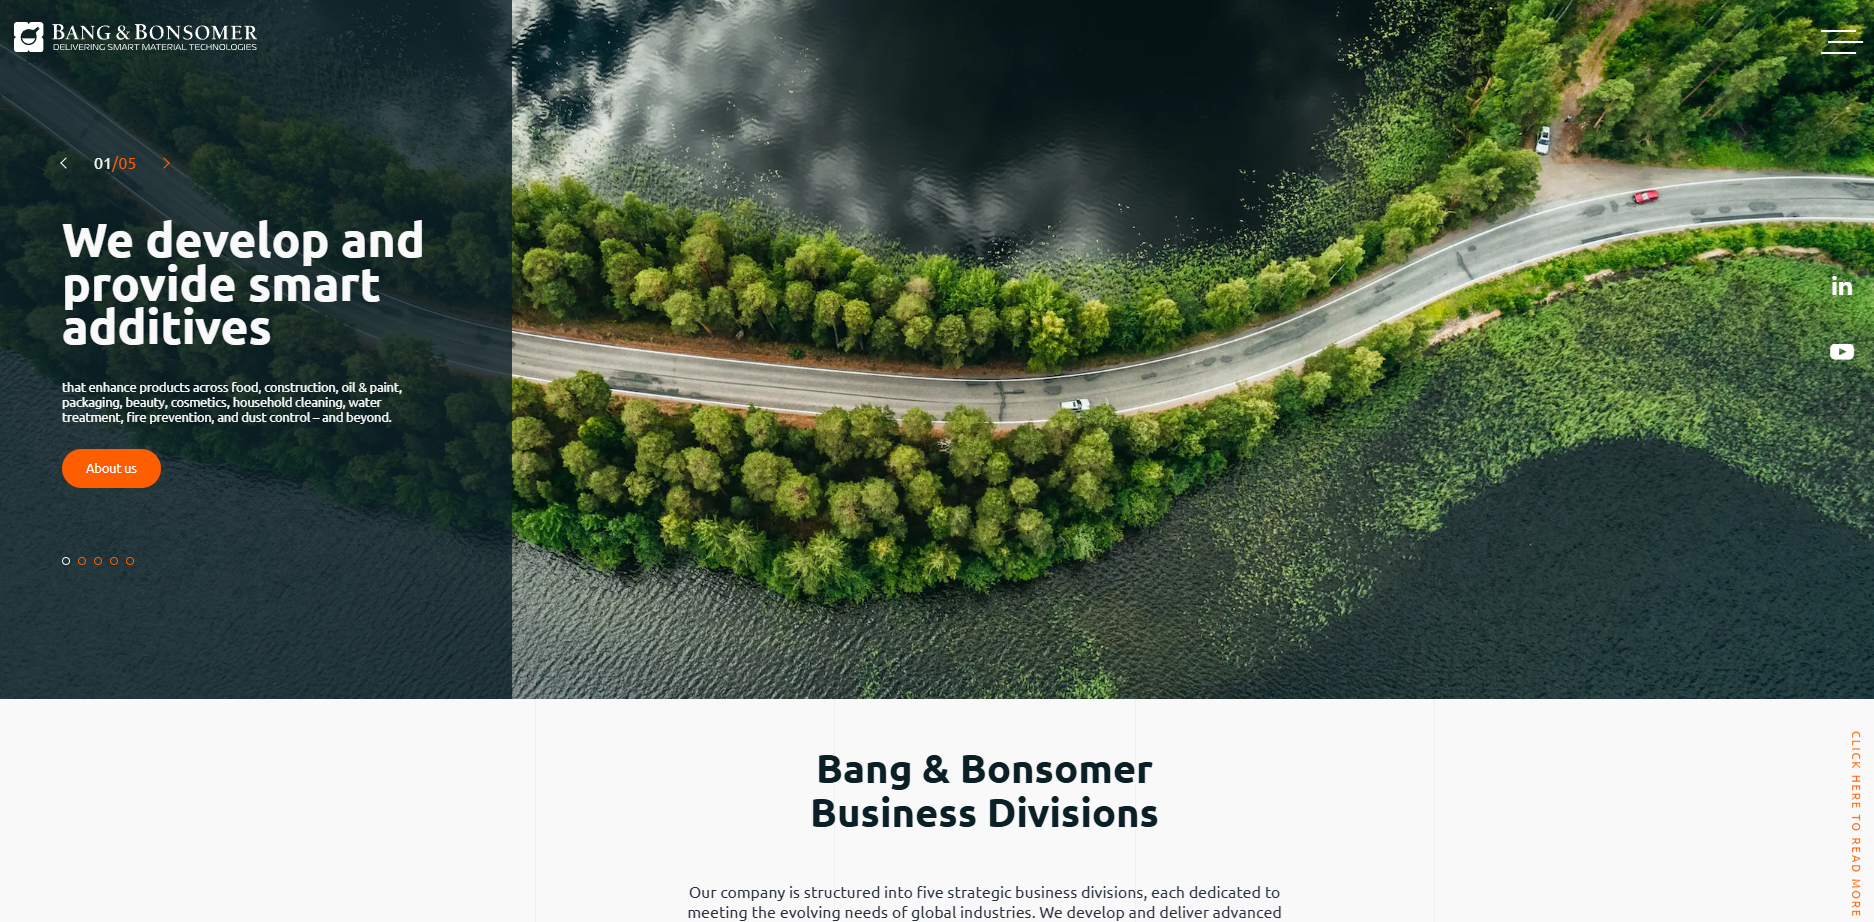 BANG & BONSOMER
DELIVERING SMART MATERIAL TECHNOLOGIES
01/05
We develop and
provide smart
additives
that enhance products across food, construction, oil & paint,
packaging, beauty, cosmetics, household cleaning, water
treatment, fire prevention, and dust control – and beyond.
About us
in
Bang & Bonsomer
Business Divisions
Our company is structured into five strategic business divisions, each dedicated to
meeting the evolving needs of global industries. We develop and deliver advanced
CLICK HERE TO READ MORE